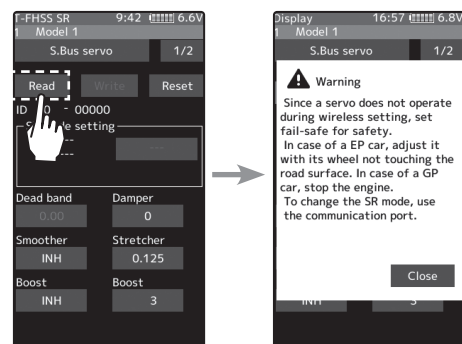 T-FHSS SR 9:42 6.6V
1 Model 1
S.Bus servo 1/2
Read Write Reset
ID 0 - 00000
le setting
---
--- ---
Dead band Damper
0.00 0
Smoother Stretcher
INH 0.125
Boost Boost
INH 3
Display 16:57 6.8V
1 Model 1
S.Bus servo 1/2
Warning
Since a servo does not operate
during wireless setting, set
fail-safe for safety.
In case of a EP car, adjust it
with its wheel not touching the
road surface. In case of a GP
car, stop the engine.
To change the SR mode, use
the communication port.
Close
INH 3